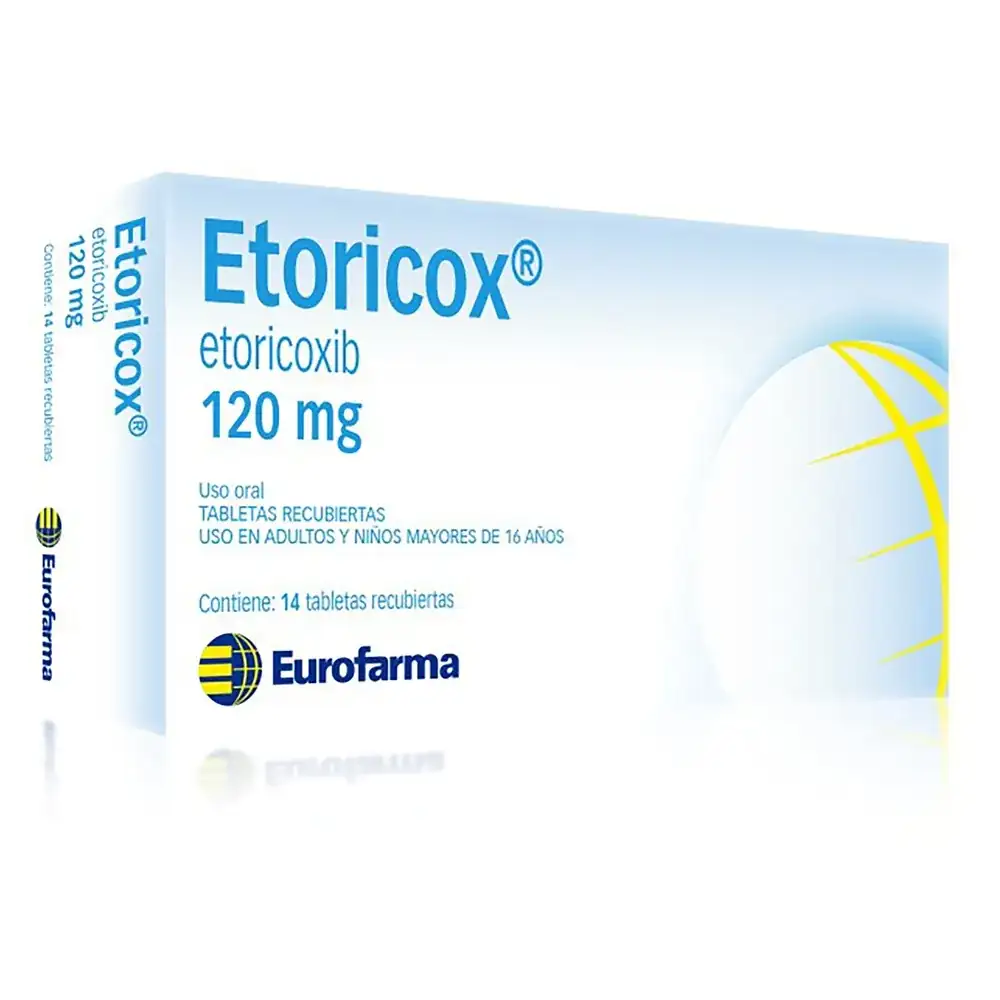 Etoricox®
etoricoxib
120 mg
Contiene: 14 tabletas recubiertas
Eurofarma
Etoricox®
etoricoxib
120 mg
Uso oral
TABLETAS RECUBIERTAS
USO EN ADULTOS Y NIÑOS MAYORES DE 16 AÑOS
Contiene: 14 tabletas recubiertas
Eurofarma